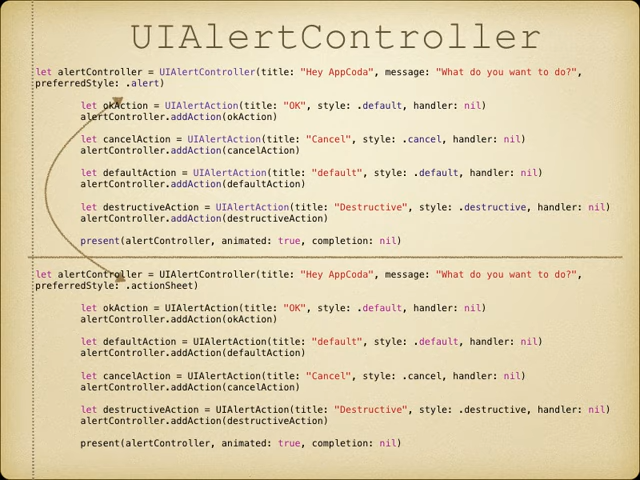 UIAlertController
let alertController = UIAlertController(title: "Hey AppCoda", message: "What do you want to do?",
preferredStyle: .alert)
let okAction = UIAlertAction(title: "OK", style: .default, handler: nil)
alertController.addAction(okAction)
let cancelAction = UIAlertAction(title: "Cancel", style: .cancel, handler: nil)
alertController.addAction(cancelAction)
let defaultAction = UIAlertAction(title: "default", style: .default, handler: nil)
alertController.addAction(defaultAction)
let destructiveAction = UIAlertAction(title: "Destructive", style: .destructive, handler: nil)
alertController.addAction(destructiveAction)
present(alertController, animated: true, completion: nil)
let alertController = UIAlertController(title: "Hey AppCoda", message: "What do you want to do?",
preferredStyle: .actionSheet)
let okAction = UIAlertAction(title: "OK", style: .default, handler: nil)
alertController.addAction(okAction)
let defaultAction = UIAlertAction(title: "default", style: .default, handler: nil)
alertController.addAction(defaultAction)
let cancelAction = UIAlertAction(title: "Cancel", style: .cancel, handler: nil)
alertController.addAction(cancelAction)
let destructiveAction = UIAlertAction(title: "Destructive", style: .destructive, handler: nil)
alertController.addAction(destructiveAction)
present(alertController, animated: true, completion: nil)